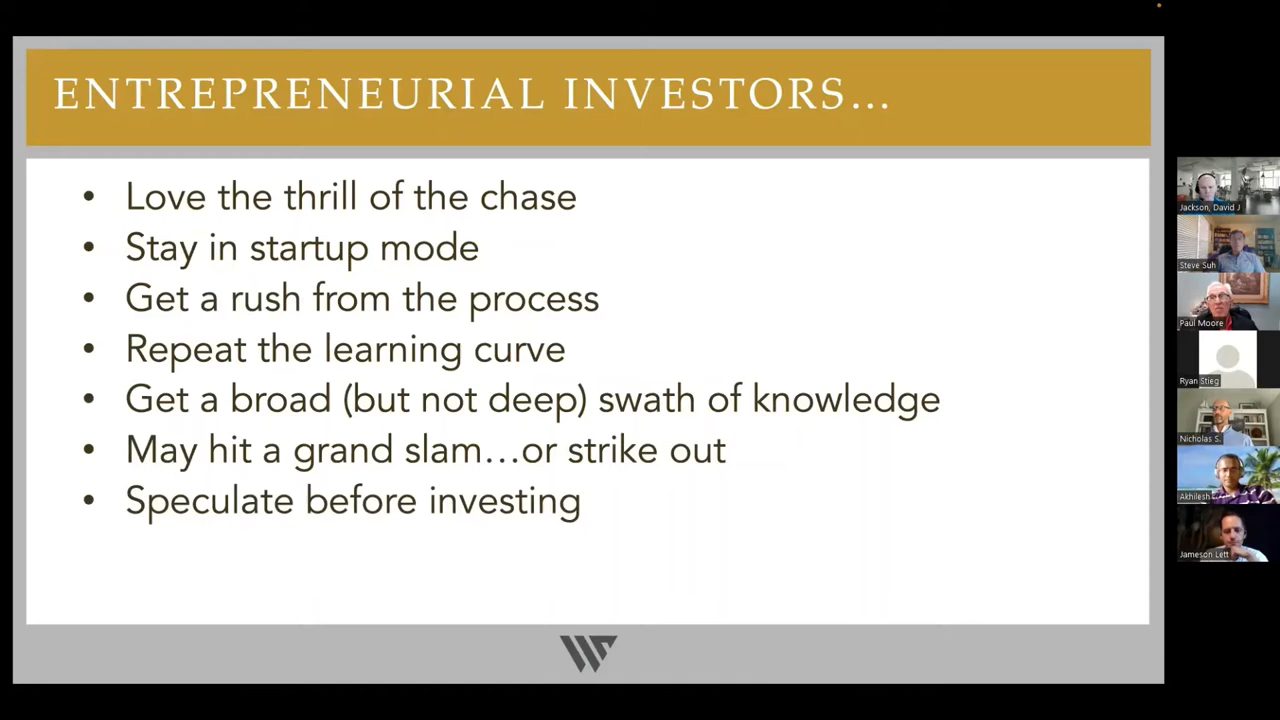 ENTREPRENEURIAL INVESTORS...
• Love the thrill of the chase
• Stay in startup mode
• Get a rush from the process
• Repeat the learning curve
• Get a broad (but not deep) swath of knowledge
• May hit a grand slam...or strike out
• Speculate before investing
Jackson, David J
Steve Suh
Paul Moore
Ryan Stieg
Nicholas S.
Akhilesh
Jameson Lett